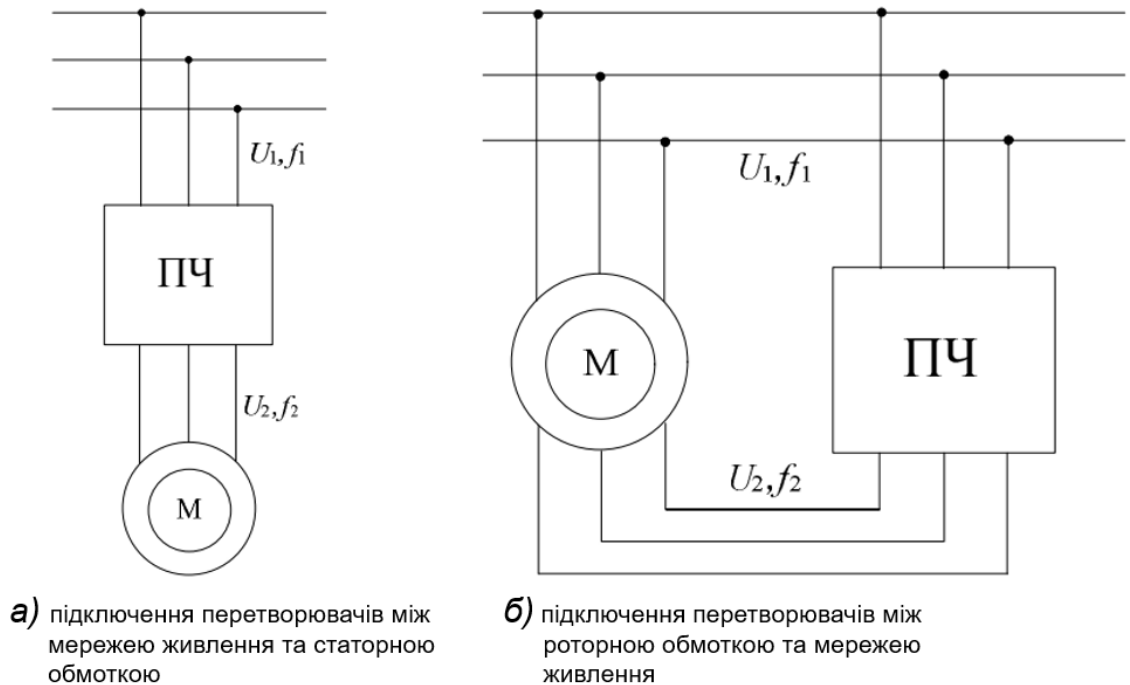 U₁, f₁
ПЧ
U₂, f₂
М
а) підключення перетворювачів між
мережею живлення та статорною
обмоткою
U₁, f₁
М
ПЧ
U₂, f₂
б) підключення перетворювачів між
роторною обмоткою та мережею
живлення